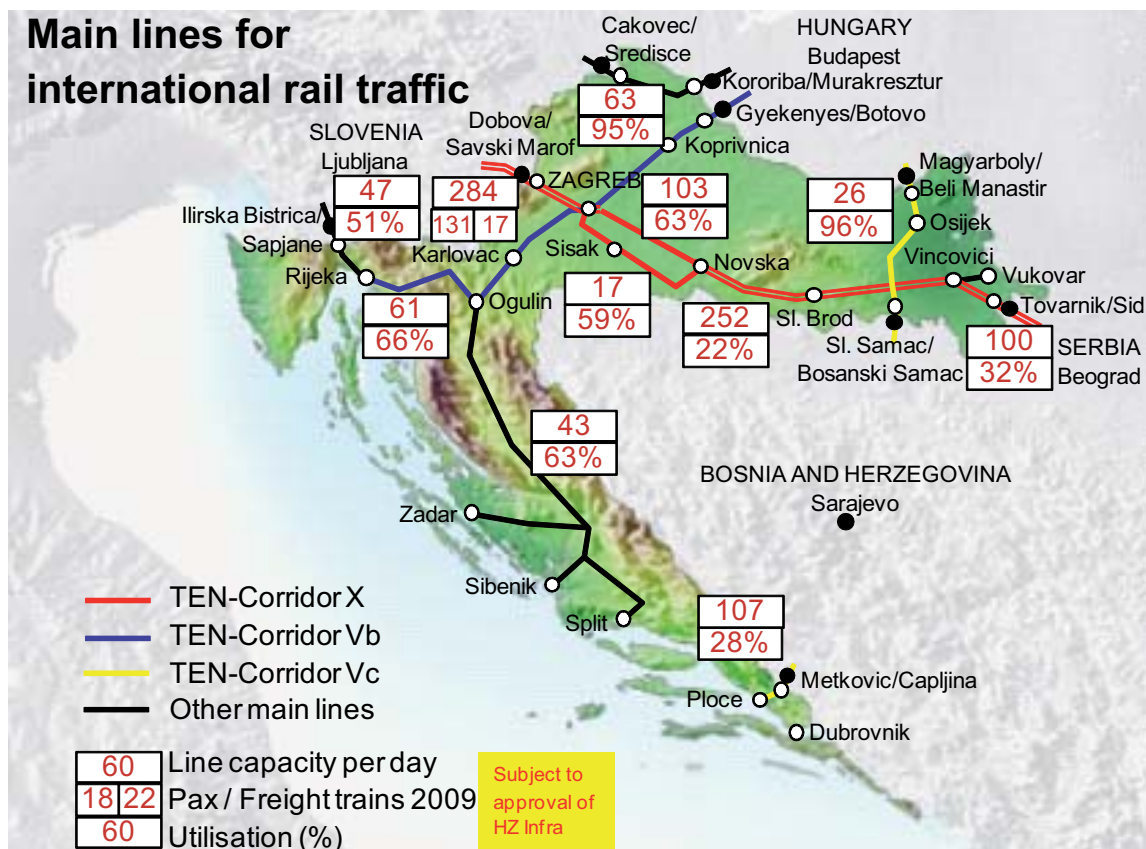 Main lines for
international rail traffic
Cakovec/
Sredisce
HUNGARY
Budapest
Kororiba/Murakresztur
Gyekenyes/Botovo
63
95%
Koprivnica
SLOVENIA
Ljubljana
Dobova/
Savski Marof
ZAGREB
47
51%
284
131 17
103
63%
26
96%
Magyarboly/
Beli Manastir
Osijek
Ilirska Bistrica/
Sapjane
Rijeka
Karlovac
Sisak
Novska
Vincovici
Vukovar
Tovarnik/Sid
Ogulin
61
66%
17
59%
252
22%
Sl. Brod
Sl. Samac/
Bosanski Samac
100
32%
SERBIA
Beograd
43
63%
BOSNIA AND HERZEGOVINA
Sarajevo
Zadar
Sibenik
Split
107
28%
Metkovic/Capljina
Ploce
Dubrovnik
TEN-Corridor X
TEN-Corridor Vb
TEN-Corridor Vc
Other main lines
60 Line capacity per day
18 22 Pax / Freight trains 2009
60 Utilisation (%)
Subject to
approval of
HZ Infra